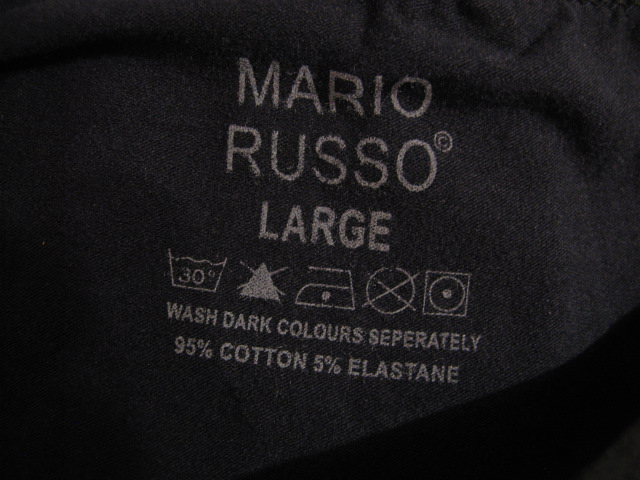 MARIO
RUSSO©
LARGE
30°
WASH DARK COLOURS SEPERATELY
95% COTTON 5% ELASTANE